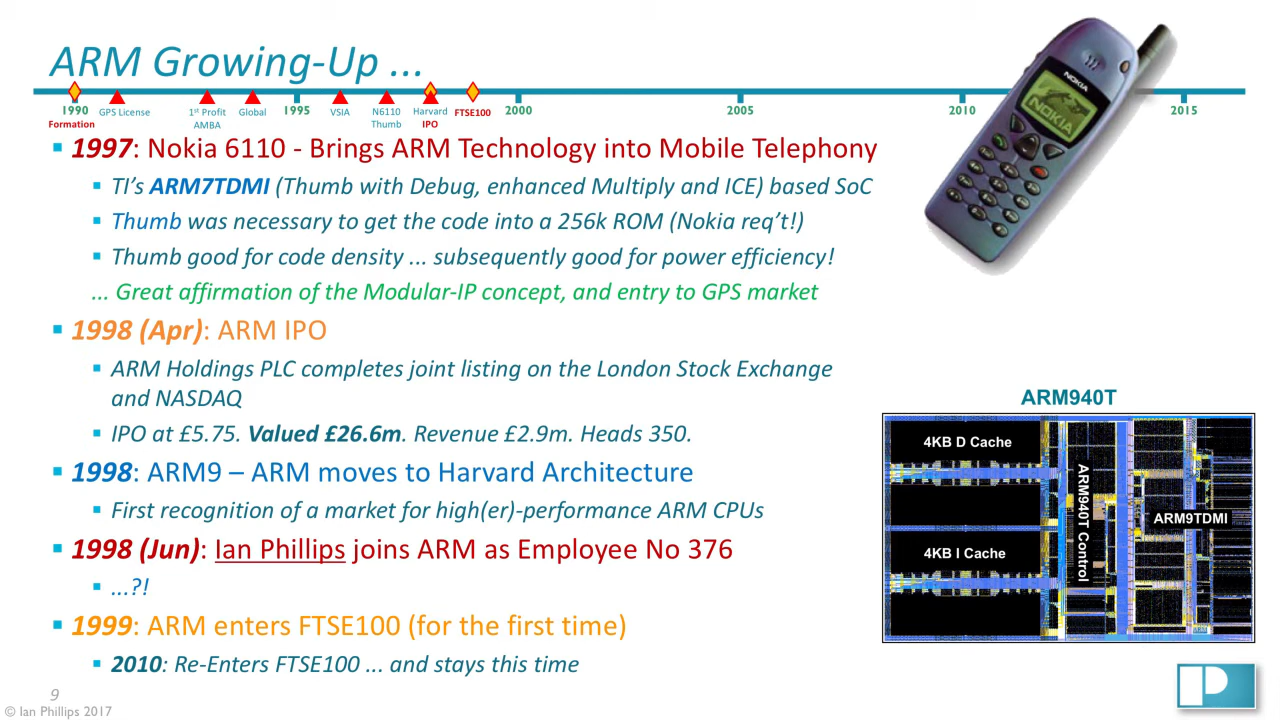 ARM Growing-Up ...
1990 1995 2000 2005 2010 2015
Formation
GPS License
1st Profit
AMBA
Global
VSIA
N6110
Thumb
Harvard
IPO
FTSE100
NOKIA
NOKIA
▪ 1997: Nokia 6110 - Brings ARM Technology into Mobile Telephony
▪ TI’s ARM7TDMI (Thumb with Debug, enhanced Multiply and ICE) based SoC
▪ Thumb was necessary to get the code into a 256k ROM (Nokia req’t!)
▪ Thumb good for code density ... subsequently good for power efficiency!
... Great affirmation of the Modular-IP concept, and entry to GPS market
▪ 1998 (Apr): ARM IPO
▪ ARM Holdings PLC completes joint listing on the London Stock Exchange
and NASDAQ
▪ IPO at £5.75. Valued £26.6m. Revenue £2.9m. Heads 350.
▪ 1998: ARM9 – ARM moves to Harvard Architecture
▪ First recognition of a market for high(er)-performance ARM CPUs
▪ 1998 (Jun): Ian Phillips joins ARM as Employee No 376
▪ ...?!
▪ 1999: ARM enters FTSE100 (for the first time)
▪ 2010: Re-Enters FTSE100 ... and stays this time
ARM940T
4KB D Cache
ARM940T Control
ARM9TDMI
4KB I Cache
9
© Ian Phillips 2017
P